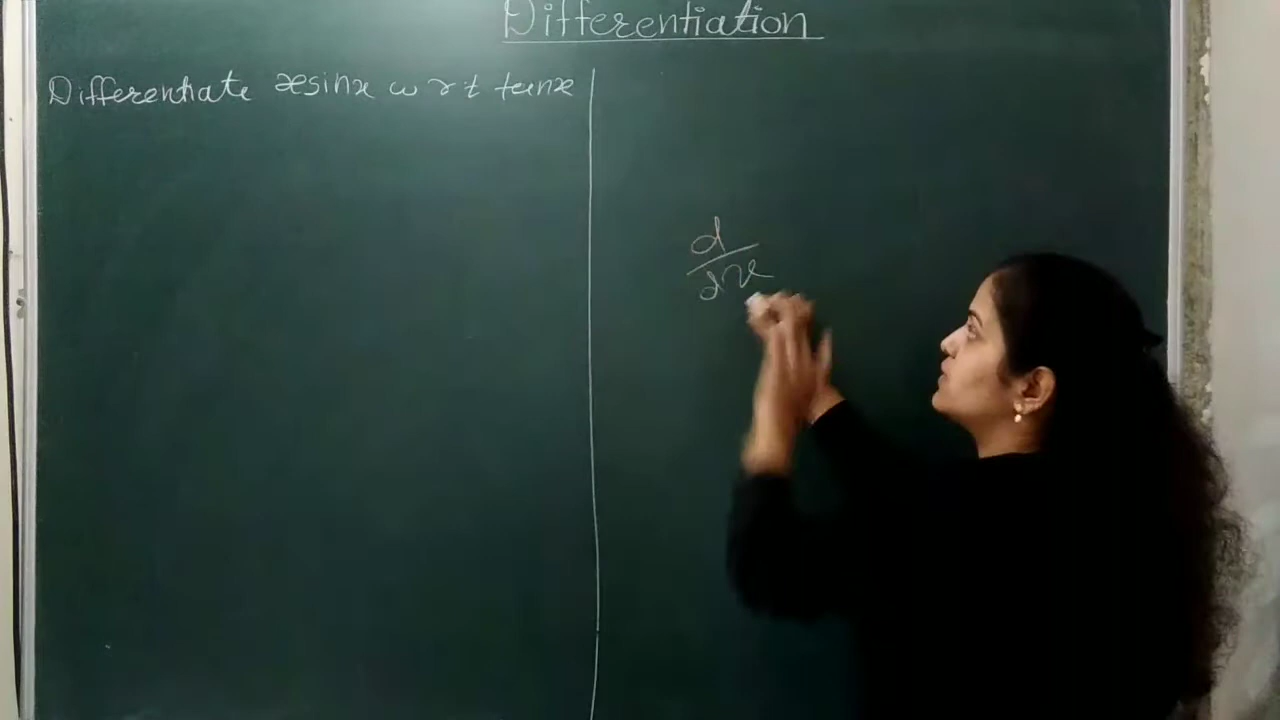 Differentiation
Differentiate xsinx w r t tanx
d
dx